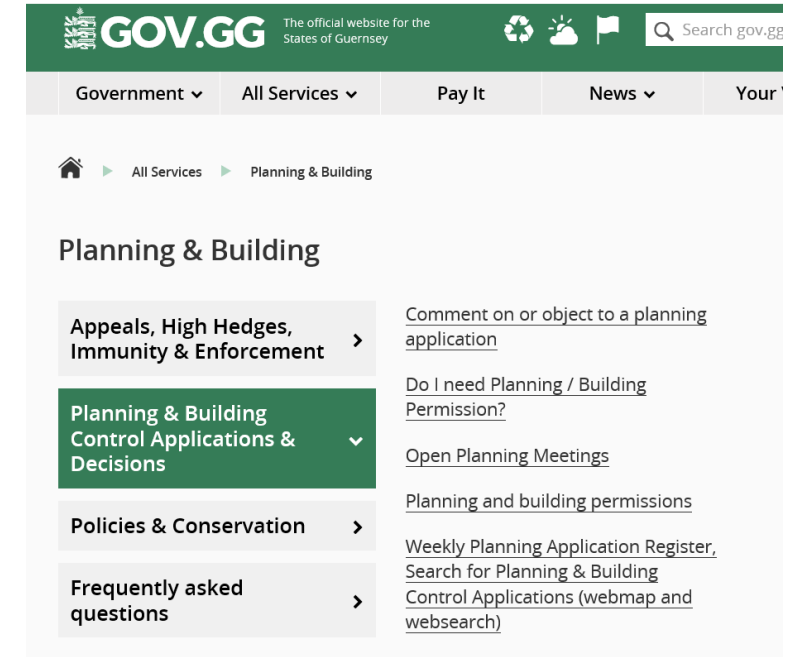 GOV.GG
The official website for the
States of Guernsey
Search gov.gg
Government
All Services
Pay It
News
Your
All Services
Planning & Building
Planning & Building
Appeals, High Hedges,
Immunity & Enforcement
Planning & Building
Control Applications &
Decisions
Policies & Conservation
Frequently asked
questions
Comment on or object to a planning
application
Do I need Planning / Building
Permission?
Open Planning Meetings
Planning and building permissions
Weekly Planning Application Register,
Search for Planning & Building
Control Applications (webmap and
websearch)